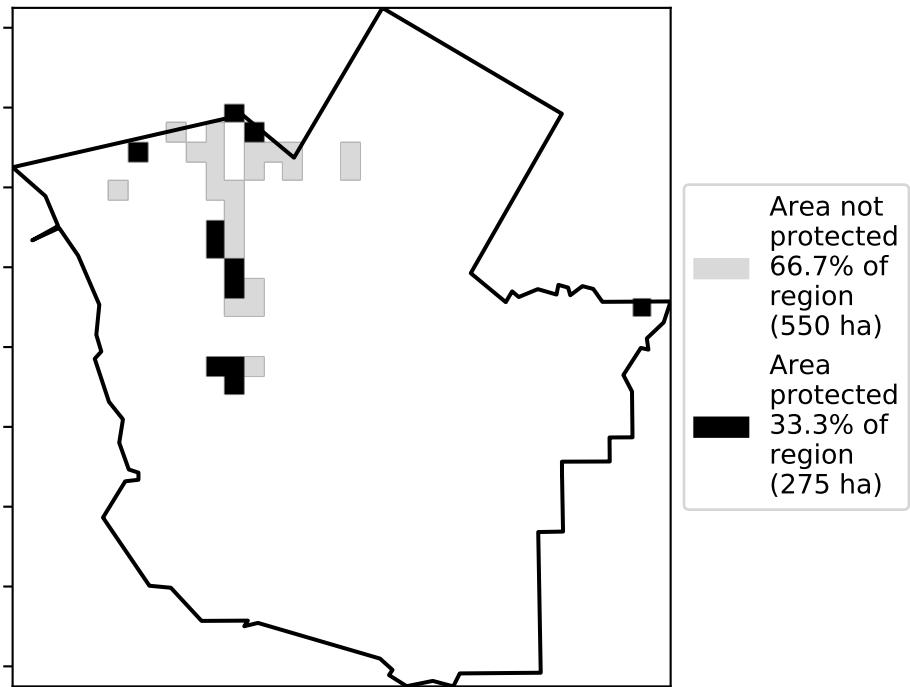 Area not
protected
66.7% of
region
(550 ha)
Area
protected
33.3% of
region
(275 ha)